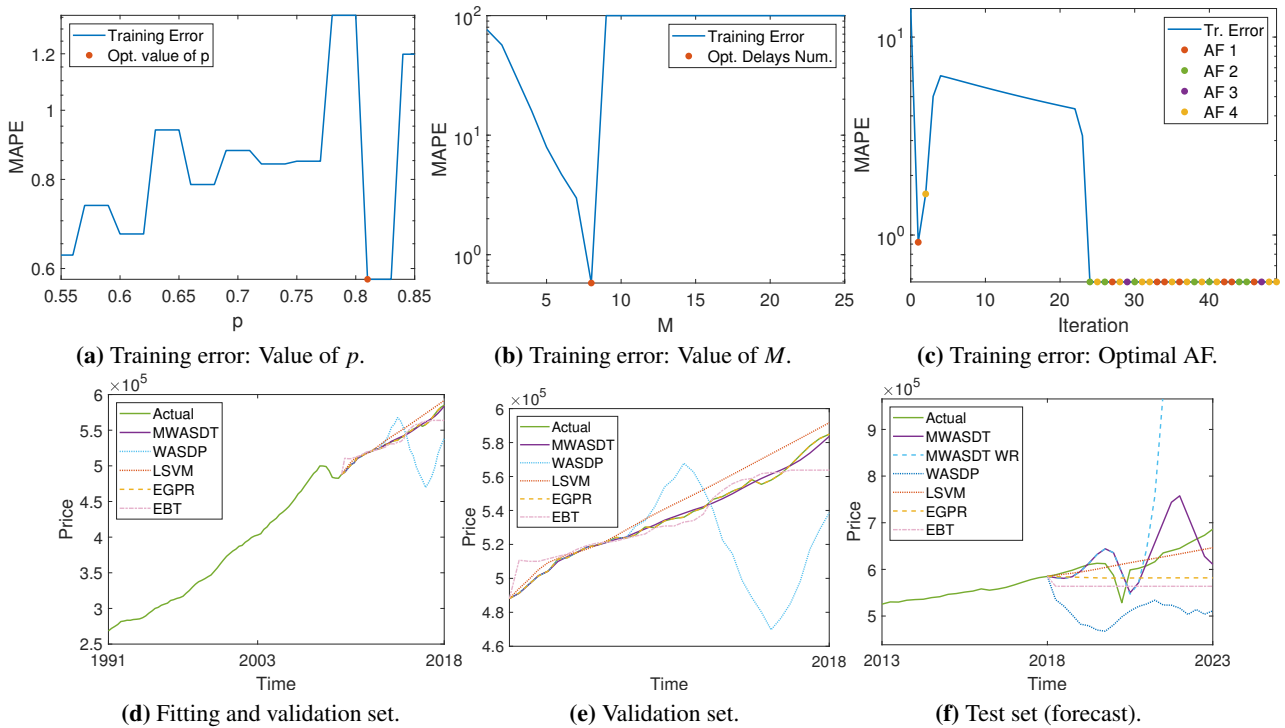 Training Error
Opt. value of p
MAPE
1.2
1
0.8
0.6
0.55 0.6 0.65 0.7 0.75 0.8 0.85
p
(a) Training error: Value of p.
Training Error
Opt. Delays Num.
MAPE
10^2
10^1
10^0
5 10 15 20 25
M
(b) Training error: Value of M.
Tr. Error
AF 1
AF 2
AF 3
AF 4
MAPE
10^1
10^0
0 10 20 30 40
Iteration
(c) Training error: Optimal AF.
×10^5
Actual
MWASDT
WASDP
LSVM
EGPR
EBT
Price
6
5.5
5
4.5
4
3.5
3
2.5
1991 2003 2018
Time
(d) Fitting and validation set.
×10^5
Actual
MWASDT
WASDP
LSVM
EGPR
EBT
Price
6
5.8
5.6
5.4
5.2
5
4.8
4.6
2018
Time
(e) Validation set.
×10^5
Actual
MWASDT
MWASDT WR
WASDP
LSVM
EGPR
EBT
Price
9
8
7
6
5
2013 2018 2023
Time
(f) Test set (forecast).